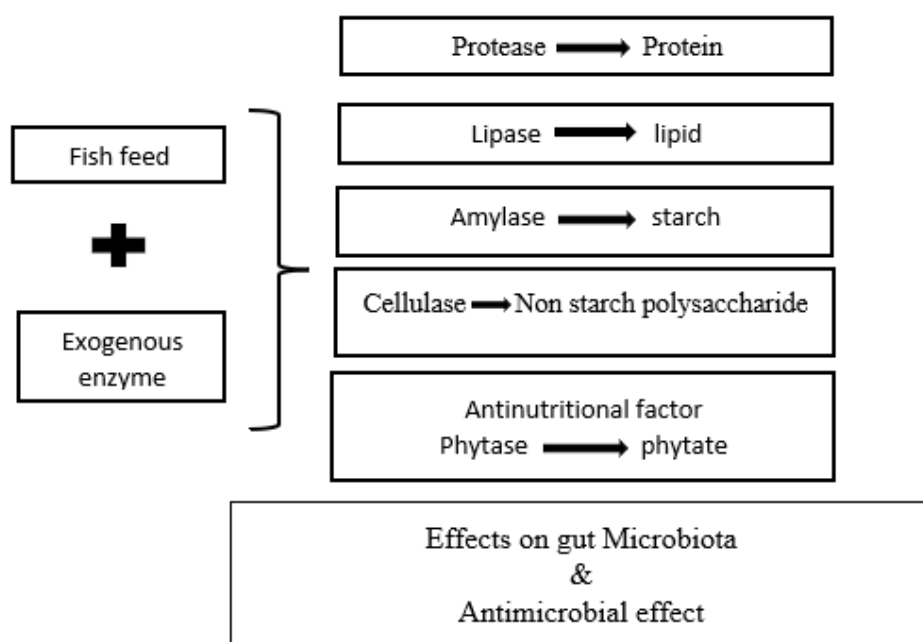 Fish feed
Exogenous
enzyme
Protease Protein
Lipase lipid
Amylase starch
Cellulase Non starch polysaccharide
Antinutritional factor
Phytase phytate
Effects on gut Microbiota
&
Antimicrobial effect